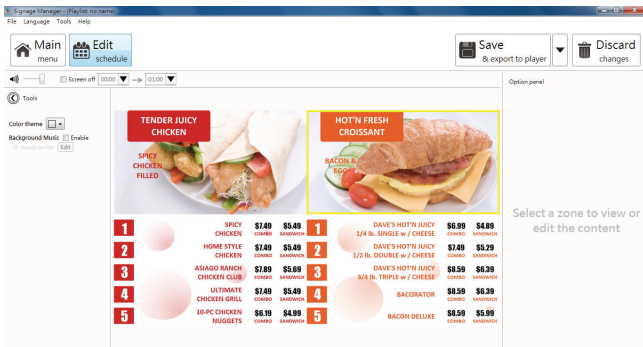 Signage Manager - (Playlist: no name)
File Language Tools Help
Main
menu
Edit
schedule
Save
& export to player
Discard
changes
Screen off 00:00 → 01:00
Option panel
Tools
Color theme
Background Music Enable
Edit
TENDER JUICY
CHICKEN
SPICY
CHICKEN
FILLED
HOT'N FRESH
CROISSANT
BACON &
EGG
Select a zone to view or
edit the content
1 SPICY
CHICKEN
$7.49 COMBO
$5.49 SANDWICH
2 HOME STYLE
CHICKEN
$7.49 COMBO
$5.49 SANDWICH
3 ASIAGO RANCH
CHICKEN CLUB
$7.89 COMBO
$5.69 SANDWICH
4 ULTIMATE
CHICKEN GRILL
$7.49 COMBO
$5.49 SANDWICH
5 10-PC CHICKEN
NUGGETS
$6.19 COMBO
$4.99 SANDWICH
1 DAVE'S HOT'N JUICY
1/4 lb. SINGLE w / CHEESE
$6.99 COMBO
$4.89 SANDWICH
2 DAVE'S HOT'N JUICY
1/2 lb. DOUBLE w / CHEESE
$7.49 COMBO
$5.29 SANDWICH
3 DAVE'S HOT'N JUICY
3/4 lb. TRIPLE w / CHEESE
$8.59 COMBO
$6.39 SANDWICH
4 BACORATOR
$8.59 COMBO
$6.39 SANDWICH
5 BACON DELUXE
$8.59 COMBO
$5.99 SANDWICH